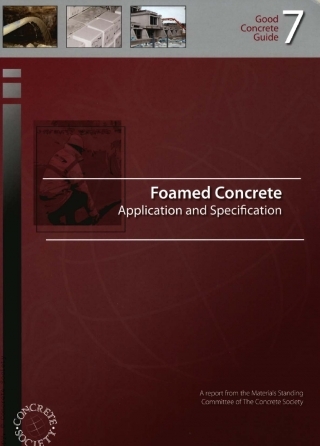 Good
Concrete
Guide
7
Foamed Concrete
Application and Specification
A report from the Materials Standing
Committee of The Concrete Society
CONCRETE
SOCIETY